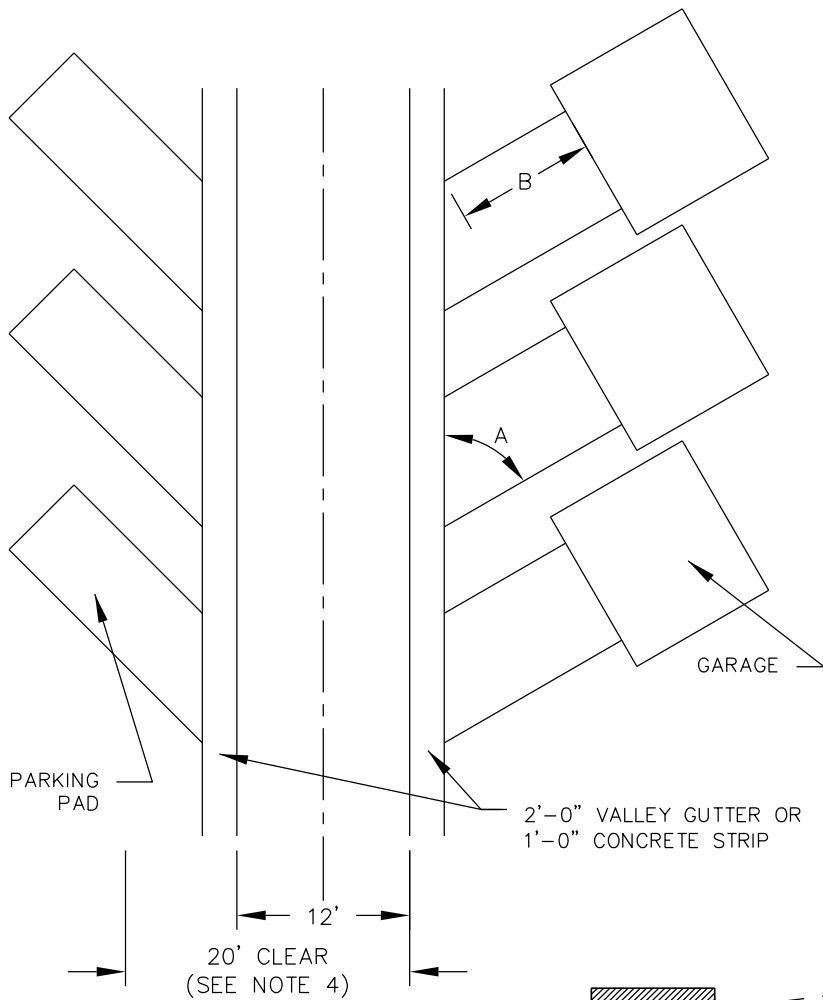 B
A
GARAGE
PARKING
PAD
2'-0" VALLEY GUTTER OR
1'-0" CONCRETE STRIP
12'
20' CLEAR
(SEE NOTE 4)